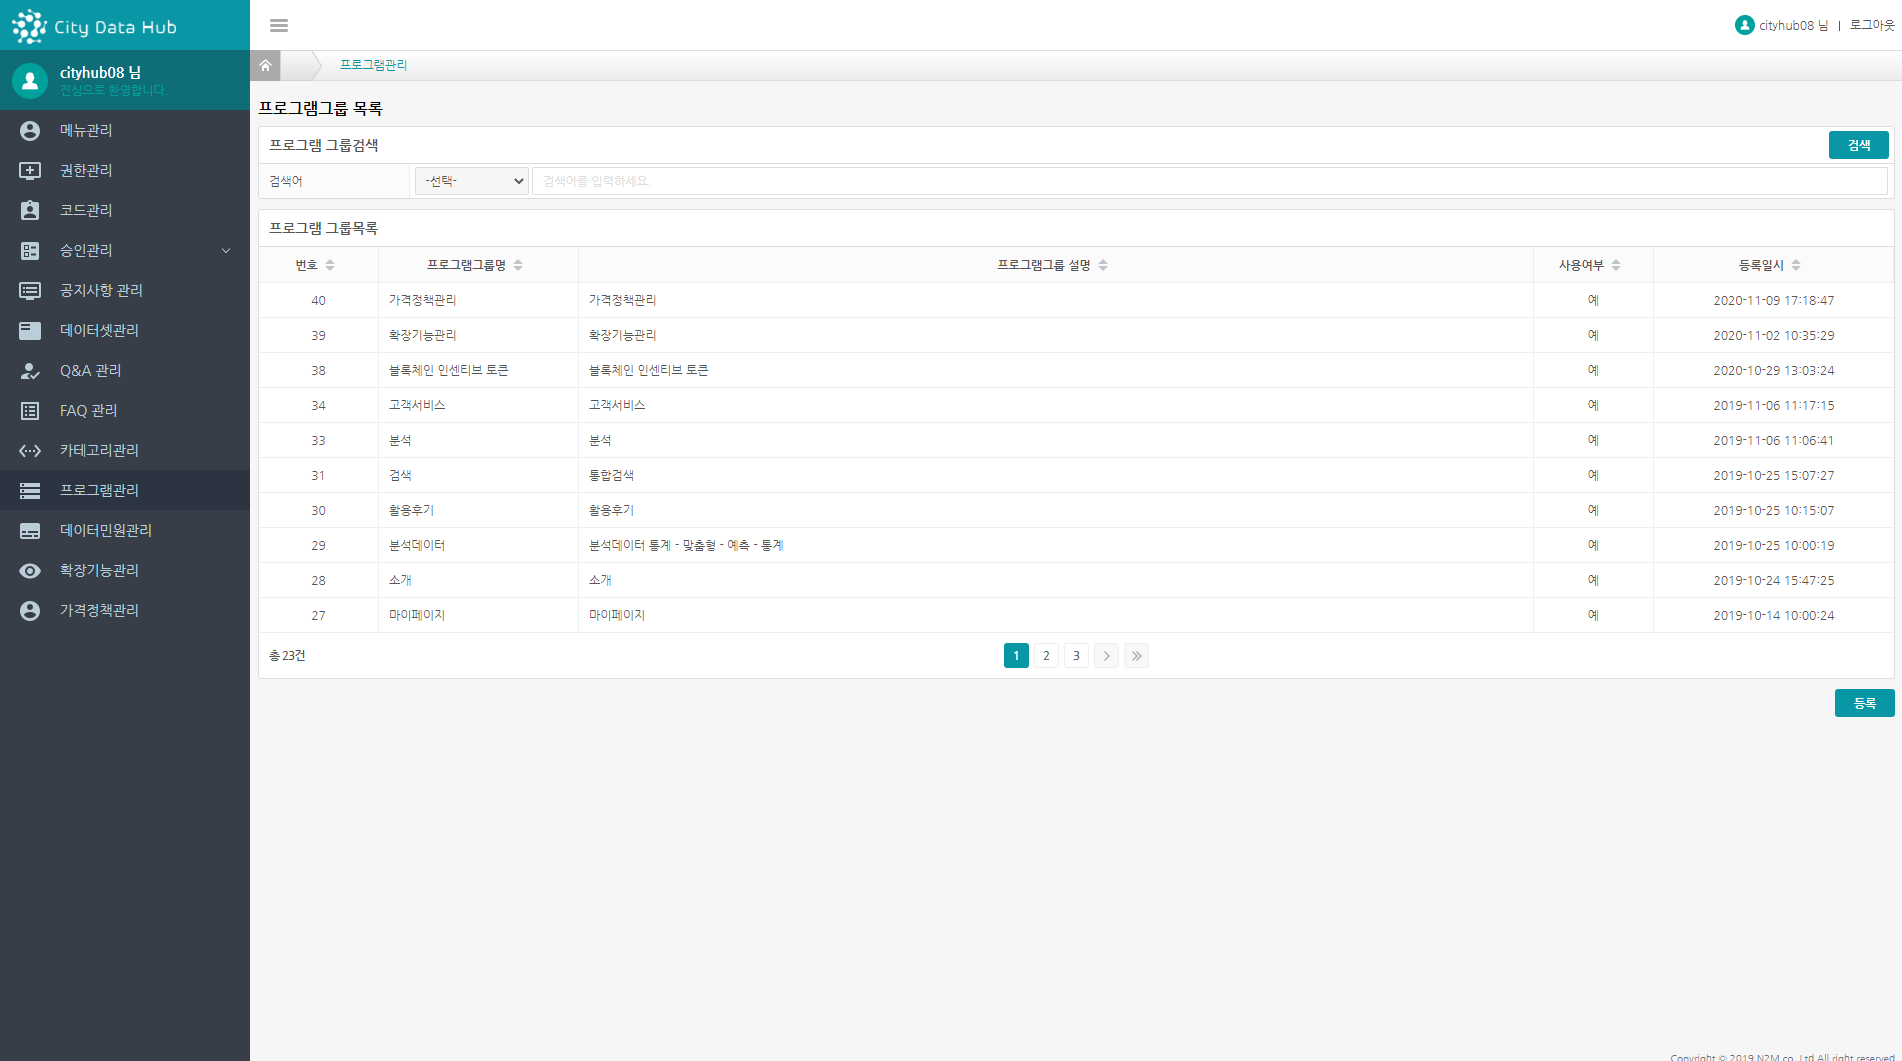 City Data Hub
cityhub08 님
진심으로 환영합니다.
메뉴관리
권한관리
코드관리
승인관리
공지사항 관리
데이터셋관리
Q&A 관리
FAQ 관리
카테고리관리
프로그램관리
데이터민원관리
확장기능관리
가격정책관리
cityhub08 님 | 로그아웃
프로그램관리
프로그램그룹 목록
프로그램 그룹검색 검색
검색어 -선택- 검색어를 입력하세요.
프로그램 그룹목록
번호 프로그램그룹명 프로그램그룹 설명 사용여부 등록일시
40 가격정책관리 가격정책관리 예 2020-11-09 17:18:47
39 확장기능관리 확장기능관리 예 2020-11-02 10:35:29
38 블록체인 인센티브 토큰 블록체인 인센티브 토큰 예 2020-10-29 13:03:24
34 고객서비스 고객서비스 예 2019-11-06 11:17:15
33 분석 분석 예 2019-11-06 11:06:41
31 검색 통합검색 예 2019-10-25 15:07:27
30 활용후기 활용후기 예 2019-10-25 10:15:07
29 분석데이터 분석데이터 통계 - 맞춤형 - 예측 - 통계 예 2019-10-25 10:00:19
28 소개 소개 예 2019-10-24 15:47:25
27 마이페이지 마이페이지 예 2019-10-14 10:00:24
총 23건 1 2 3
등록
Copyright © 2019 N2M co. Ltd All right reserved